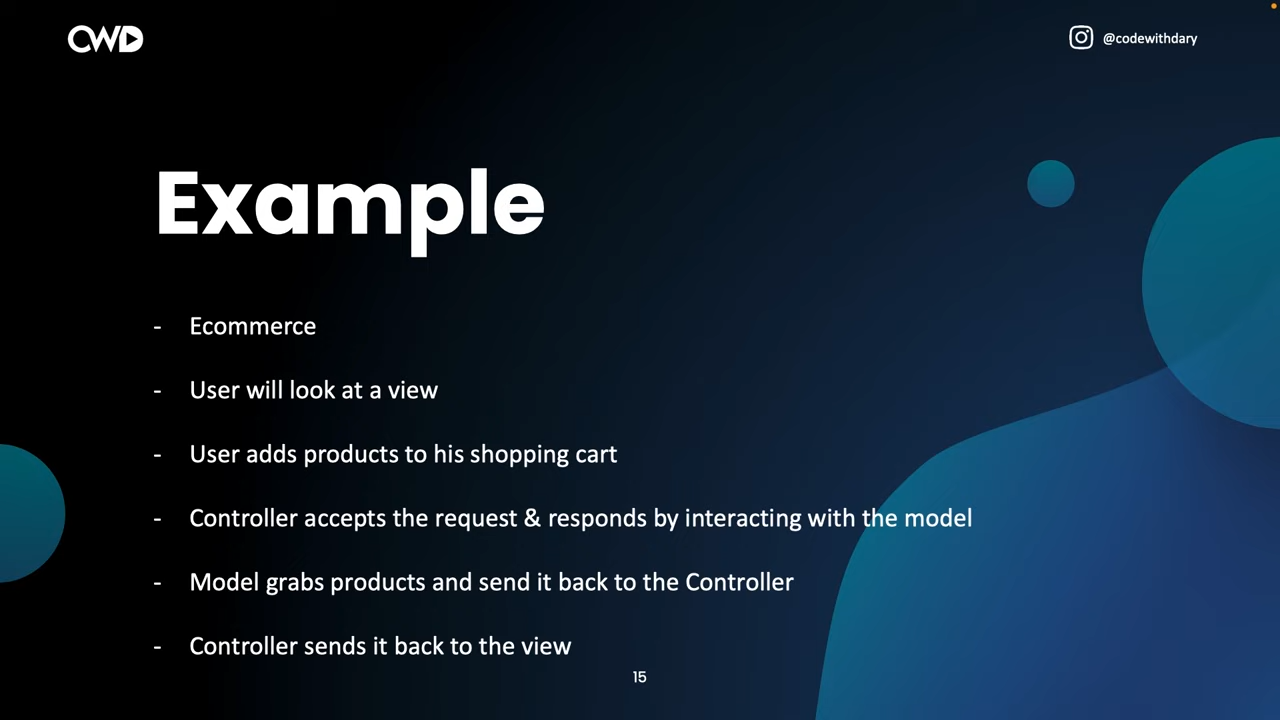 CWD
@codewithdary
Example
- Ecommerce
- User will look at a view
- User adds products to his shopping cart
- Controller accepts the request & responds by interacting with the model
- Model grabs products and send it back to the Controller
- Controller sends it back to the view
15